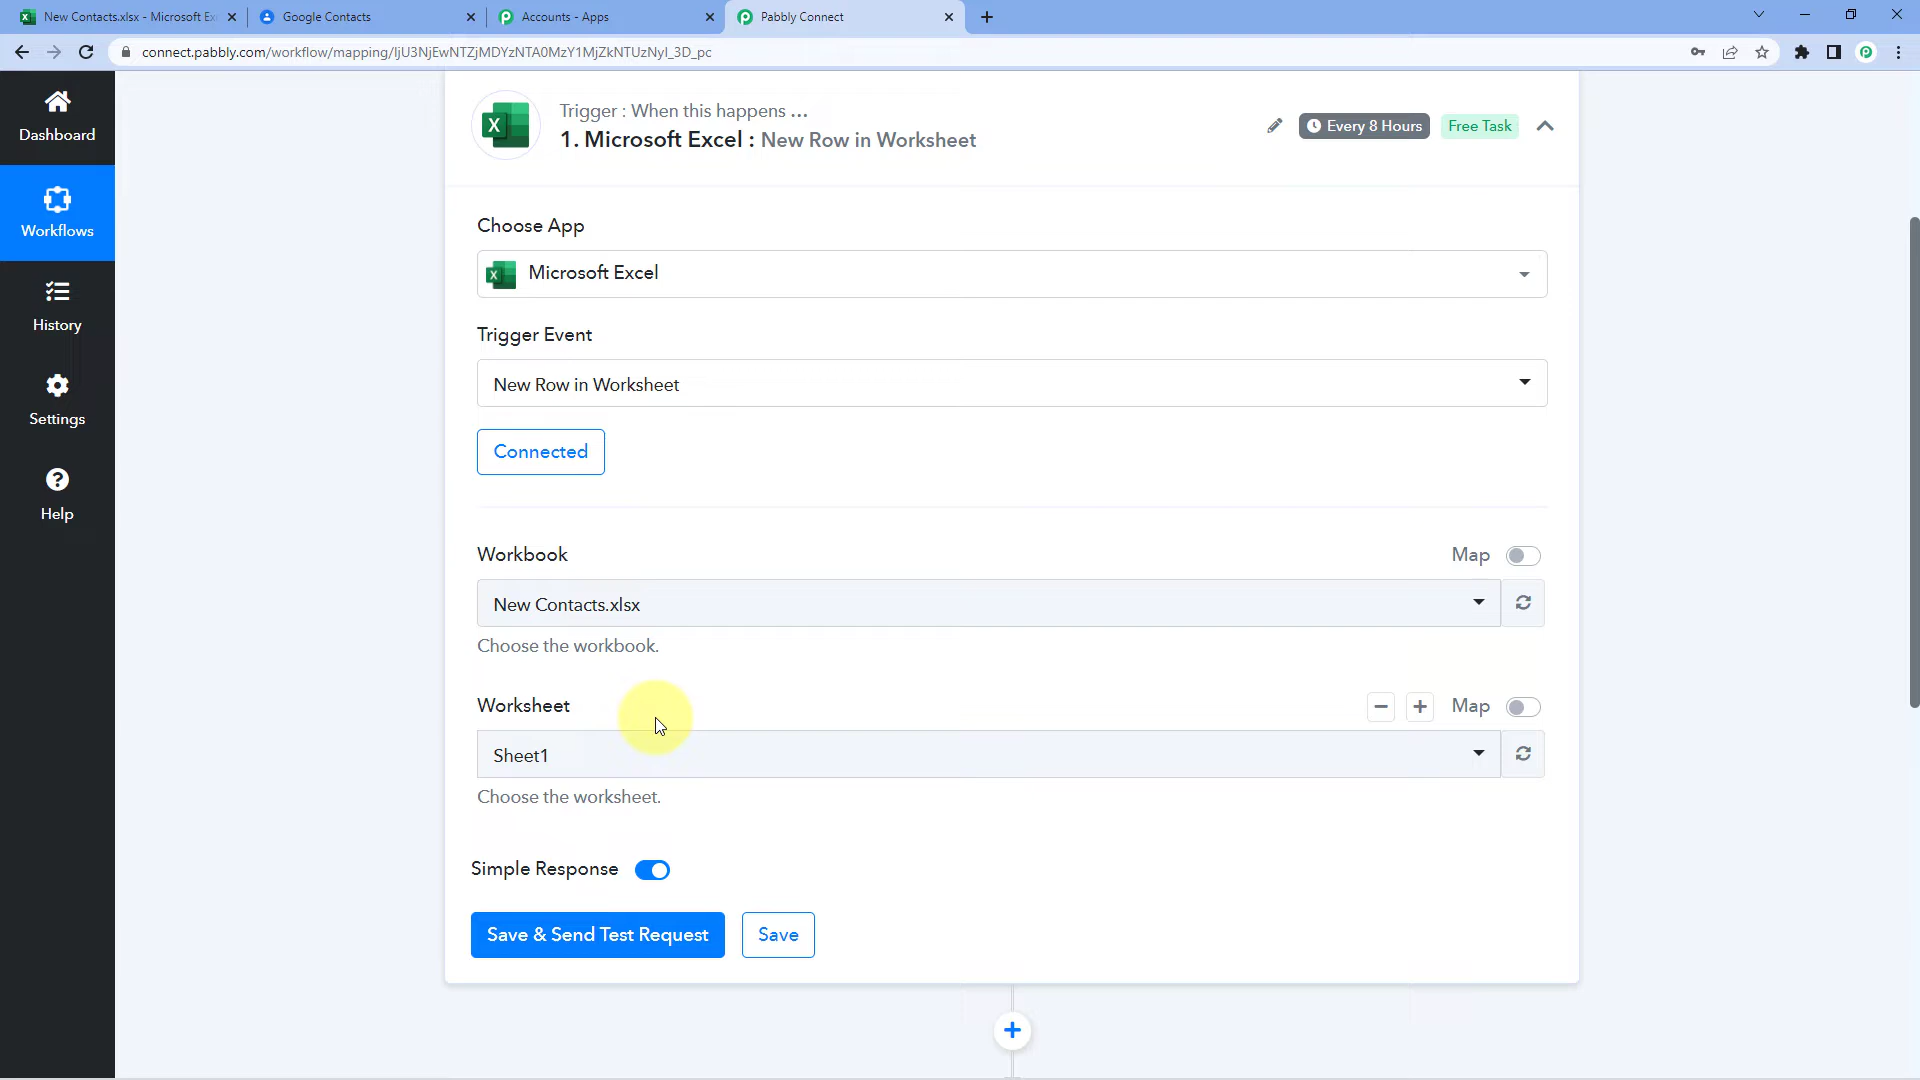 New Contacts.xlsx - Microsoft Ex
Google Contacts
Accounts - Apps
Pabbly Connect
connect.pabbly.com/workflow/mapping/IjU3NjEwNTZjMDYzNTA0MzY1MjZkNTUzNyI_3D_pc
Dashboard
Workflows
History
Settings
Help
Trigger : When this happens ...
1. Microsoft Excel : New Row in Worksheet
Every 8 Hours
Free Task
Choose App
Microsoft Excel
Trigger Event
New Row in Worksheet
Connected
Workbook
Map
New Contacts.xlsx
Choose the workbook.
Worksheet
Map
Sheet1
Choose the worksheet.
Simple Response
Save & Send Test Request
Save